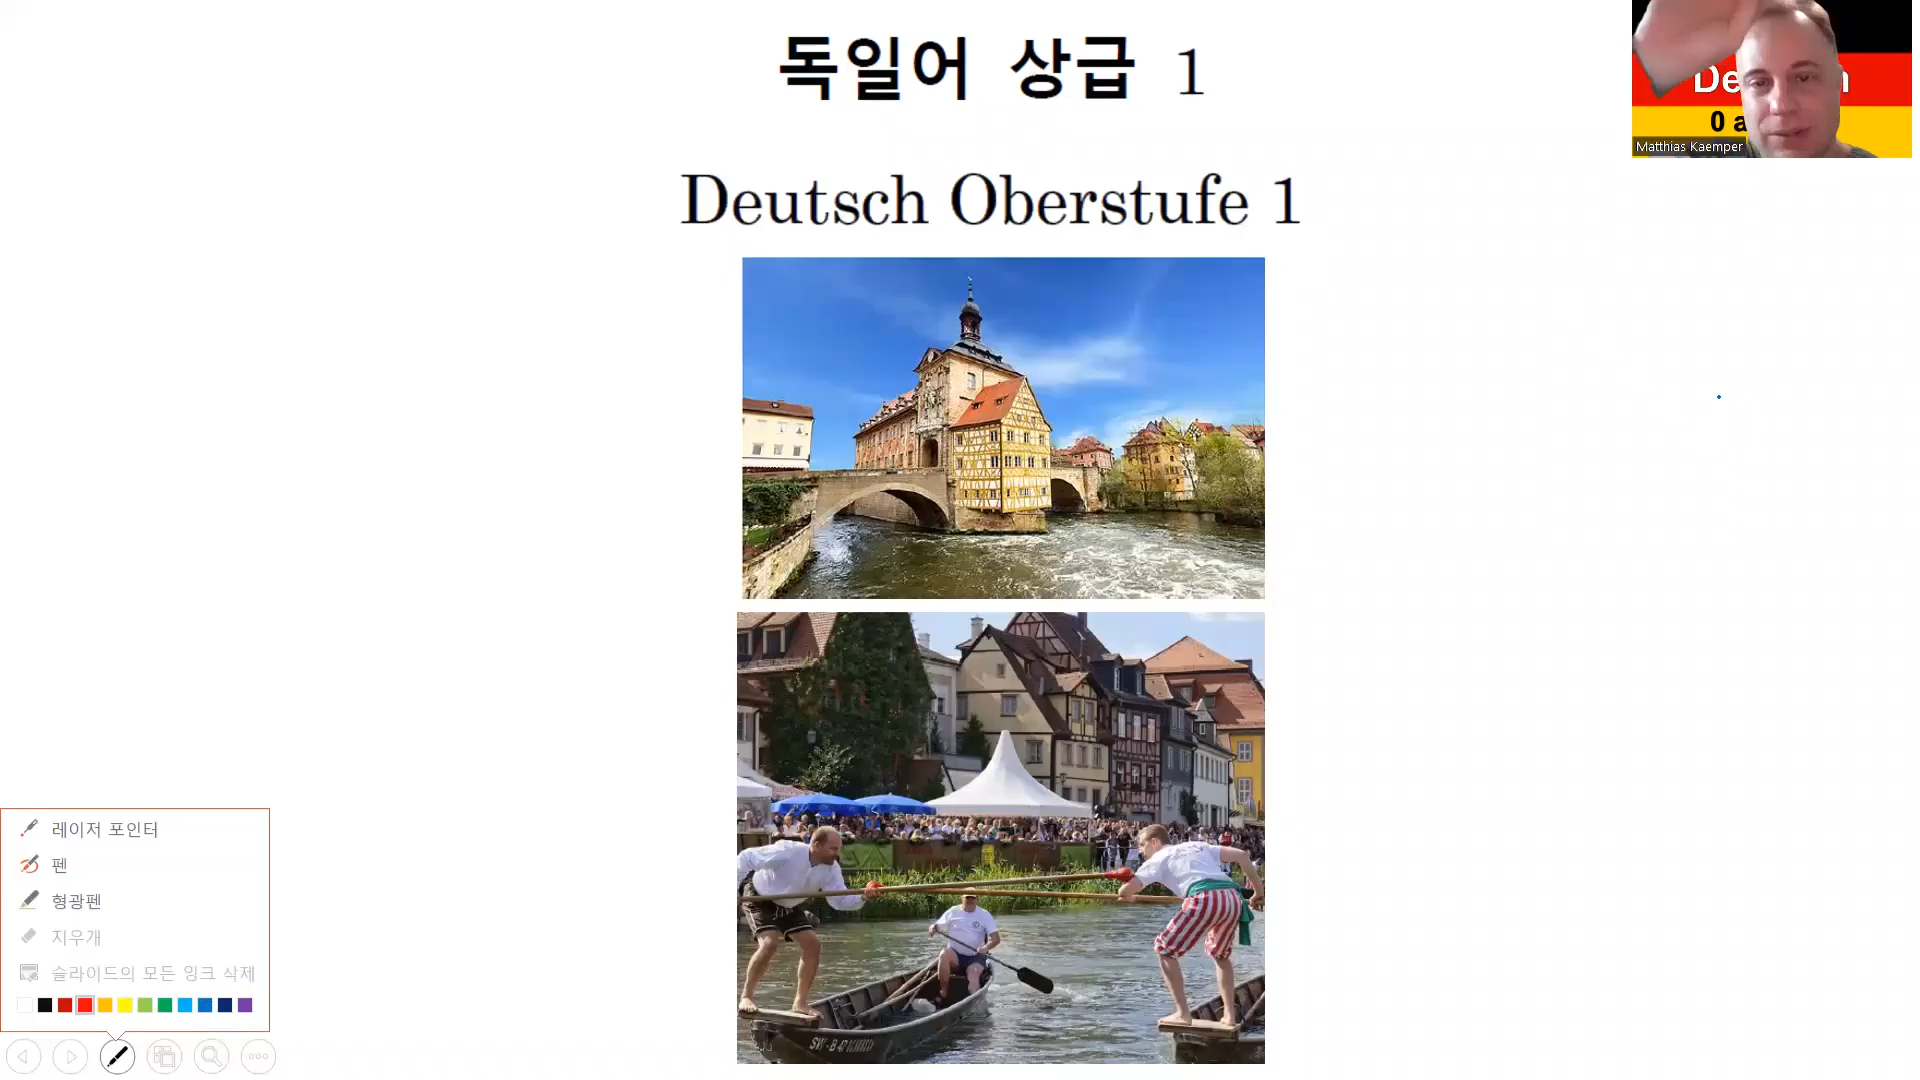 독일어 상급 1
Deutsch Oberstufe 1
0 a
Matthias Kaemper
레이저 포인터
펜
형광펜
지우개
슬라이드의 모든 잉크 삭제